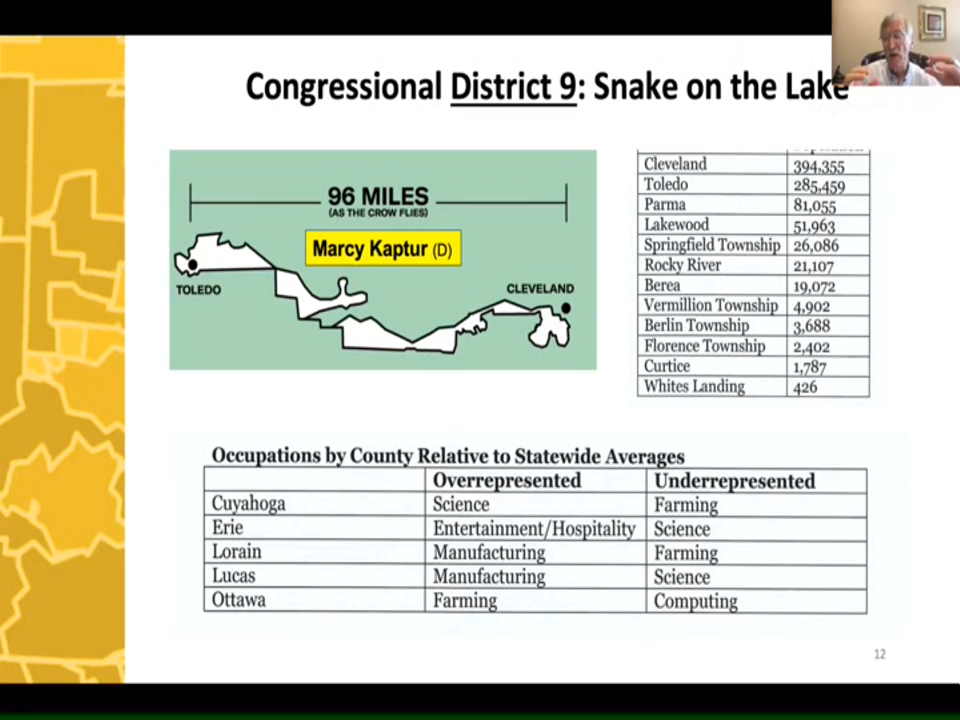 Congressional District 9: Snake on the Lake
96 MILES
(AS THE CROW FLIES)
Marcy Kaptur (D)
TOLEDO
CLEVELAND
Cleveland 394,355
Toledo 285,459
Parma 81,055
Lakewood 51,963
Springfield Township 26,086
Rocky River 21,107
Berea 19,072
Vermillion Township 4,902
Berlin Township 3,688
Florence Township 2,402
Curtice 1,787
Whites Landing 426
Occupations by County Relative to Statewide Averages
Overrepresented Underrepresented
Cuyahoga Science Farming
Erie Entertainment/Hospitality Science
Lorain Manufacturing Farming
Lucas Manufacturing Science
Ottawa Farming Computing
12